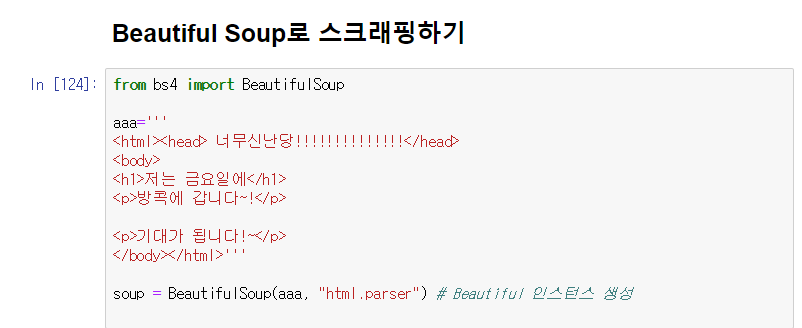 Beautiful Soup로 스크래핑하기
In [124]: from bs4 import BeautifulSoup
aaa='''
<html><head> 너무신난당!!!!!!!!!!!!!!</head>
<body>
<h1>저는 금요일에</h1>
<p>방콕에 갑니다~!</p>
<p>기대가 됩니다!~</p>
</body></html>'''
soup = BeautifulSoup(aaa, "html.parser") # Beautiful 인스턴스 생성